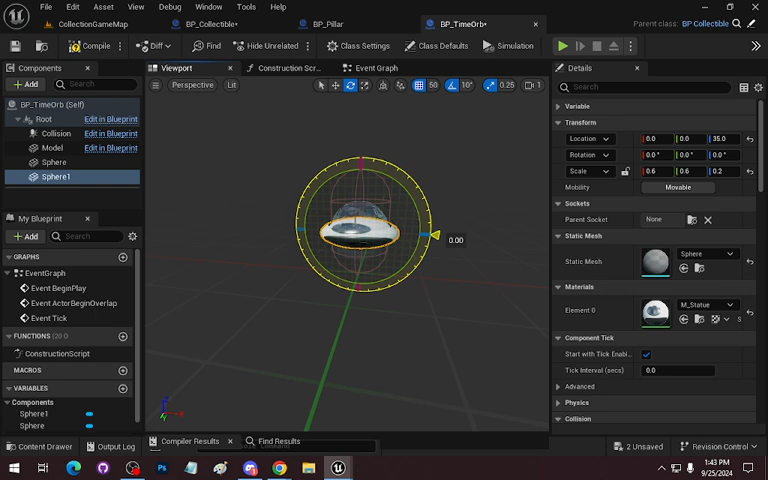 File Edit Asset View Debug Window Tools Help
CollectionGameMap BP_Collectible* BP_Pillar BP_TimeOrb* Parent class: BP Collectible
Compile Diff Find Hide Unrelated Class Settings Class Defaults Simulation
Components
Add Search
BP_TimeOrb (Self)
Root Edit in Blueprint
Collision Edit in Blueprint
Model Edit in Blueprint
Sphere
Sphere1
My Blueprint
Add Search
GRAPHS
EventGraph
Event BeginPlay
Event ActorBeginOverlap
Event Tick
FUNCTIONS (20 O
ConstructionScript
MACROS
VARIABLES
Components
Sphere1
Sphere
Viewport Construction Scr... Event Graph
Perspective Lit 50 10° 0.25 1
0.00
Compiler Results Find Results
Details
Search
Variable
Transform
Location 0.0 0.0 35.0
Rotation 0.0 ° 0.0 ° 0.0 °
Scale 0.6 0.6 0.2
Mobility Movable
Sockets
Parent Socket None
Static Mesh
Static Mesh Sphere
Materials
Element 0 M_Statue
Component Tick
Start with Tick Enabl...
Tick Interval (secs) 0.0
Advanced
Physics
Collision
Content Drawer Output Log 2 Unsaved Revision Control
1:43 PM
9/25/2024